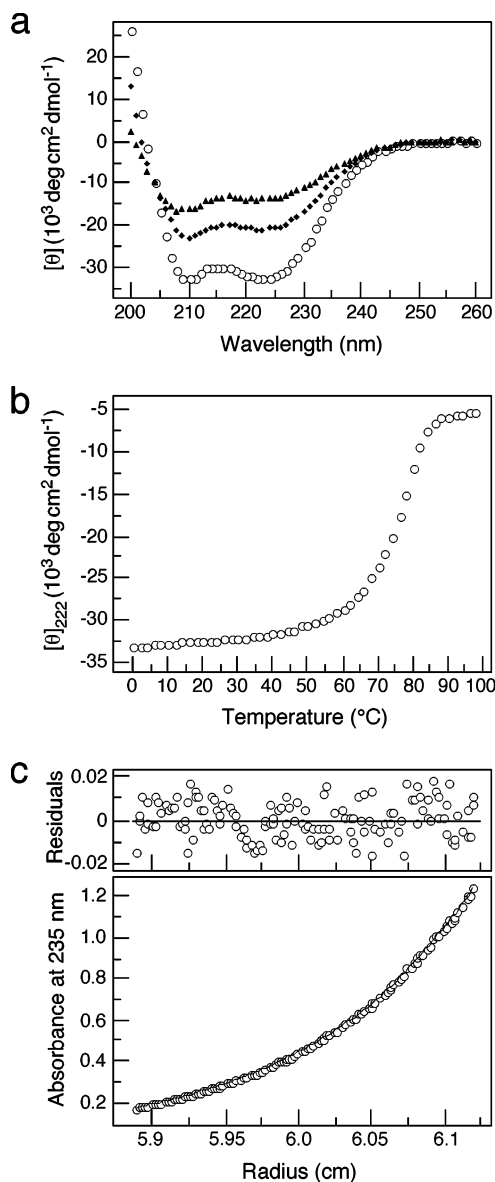 a
20
10
0
-10
-20
-30
[θ] (10³ deg cm² dmol⁻¹)
200 210 220 230 240 250 260
Wavelength (nm)
b
-5
-10
-15
-20
-25
-30
-35
[θ]₂₂₂ (10³ deg cm² dmol⁻¹)
0 10 20 30 40 50 60 70 80 90 100
Temperature (°C)
c
0.02
0
-0.02
Residuals
1.2
1.0
0.8
0.6
0.4
0.2
Absorbance at 235 nm
5.9 5.95 6.0 6.05 6.1
Radius (cm)